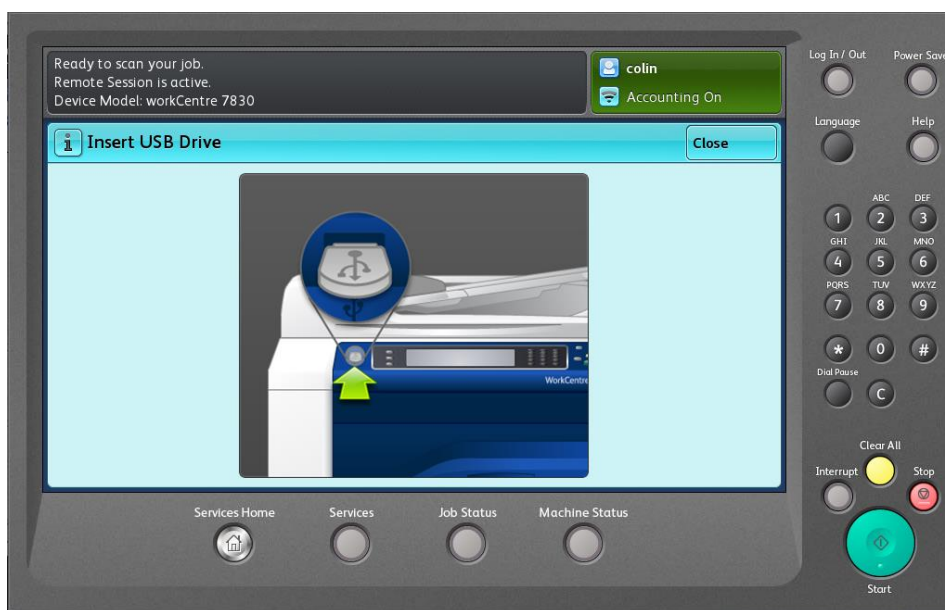 Ready to scan your job.
Remote Session is active.
Device Model: workCentre 7830
colin
Accounting On
i Insert USB Drive
Close
WorkCentre
Services Home
Services
Job Status
Machine Status
Log In / Out
Power Save
Language
Help
ABC DEF
1 2 3
GHI JKL MNO
4 5 6
PQRS TUV WXYZ
7 8 9
* 0 #
Dial Pause
C
Clear All
Interrupt
Stop
Start